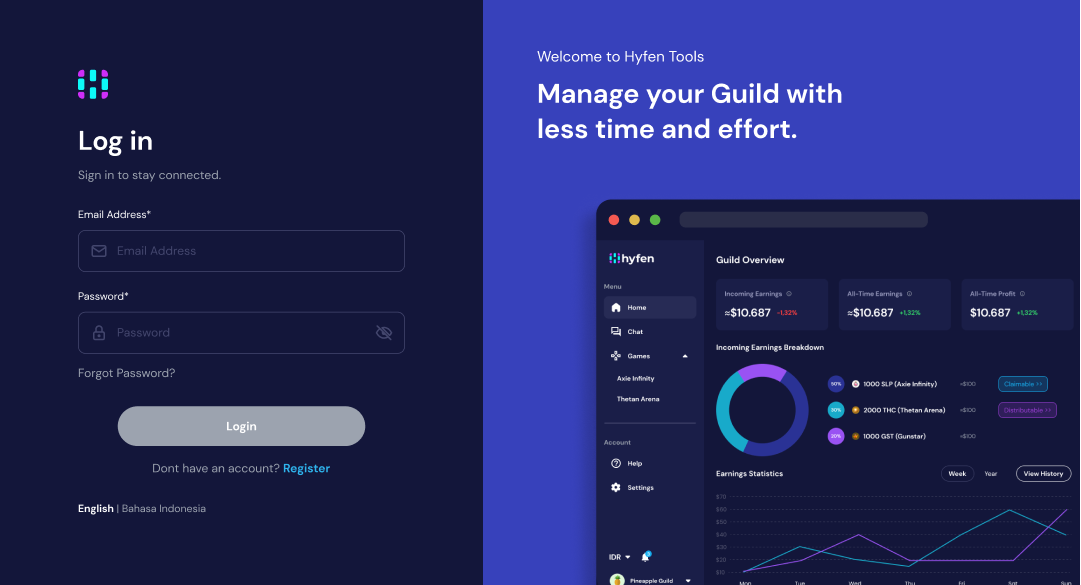 Log in
Sign in to stay connected.
Email Address*
Email Address
Password*
Password
Forgot Password?
Login
Dont have an account? Register
English | Bahasa Indonesia
Welcome to Hyfen Tools
Manage your Guild with
less time and effort.
hyfen
Menu
Home
Chat
Games
Axie Infinity
Thetan Arena
Account
Help
Settings
IDR
Pineapple Guild
Guild Overview
Incoming Earnings
≈$10.687 -1,32%
All-Time Earnings
≈$10.687 +1,32%
All-Time Profit
$10.687 +1,32%
Incoming Earnings Breakdown
50% 1000 SLP (Axie Infinity) ≈$100 Claimable >>
30% 2000 THC (Thetan Arena) ≈$100 Distributable >>
20% 1000 GST (Gunstar) ≈$100
Earnings Statistics
Week Year View History
$70
$60
$50
$40
$30
$20
$10
Mon Tue Wed Thu Fri Sat Sun